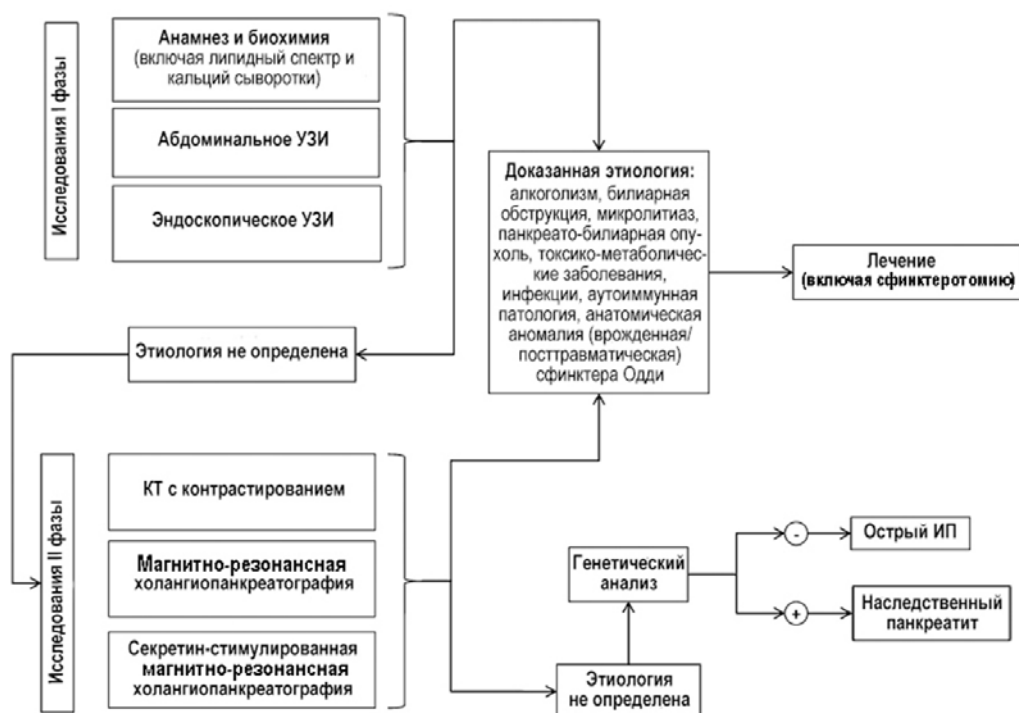 Исследования I фазы
Анамнез и биохимия
(включая липидный спектр и
кальций сыворотки)
Абдоминальное УЗИ
Эндоскопическое УЗИ
Доказанная этиология:
алкоголизм, билиарная
обструкция, микролитиаз,
панкреато-билиарная опу-
холь, токсико-метаболичес-
кие заболевания,
инфекции, аутоиммунная
патология, анатомическая
аномалия (врожденная/
посттравматическая)
сфинктера Одди
Лечение
(включая сфинктеротомию)
Этиология не определена
Исследования II фазы
КТ с контрастированием
Магнитно-резонансная
холангиопанкреатография
Секретин-стимулированная
магнитно-резонансная
холангиопанкреатография
Этиология
не определена
Генетический
анализ
-
Острый ИП
+
Наследственный
панкреатит